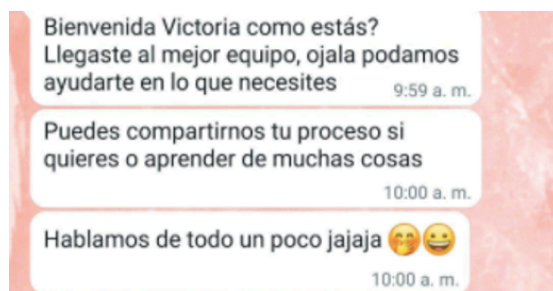 Bienvenida Victoria como estás?
Llegaste al mejor equipo, ojala podamos
ayudarte en lo que necesites
9:59 a. m.
Puedes compartirnos tu proceso si
quieres o aprender de muchas cosas
10:00 a. m.
Hablamos de todo un poco jajaja 🤭😀
10:00 a. m.